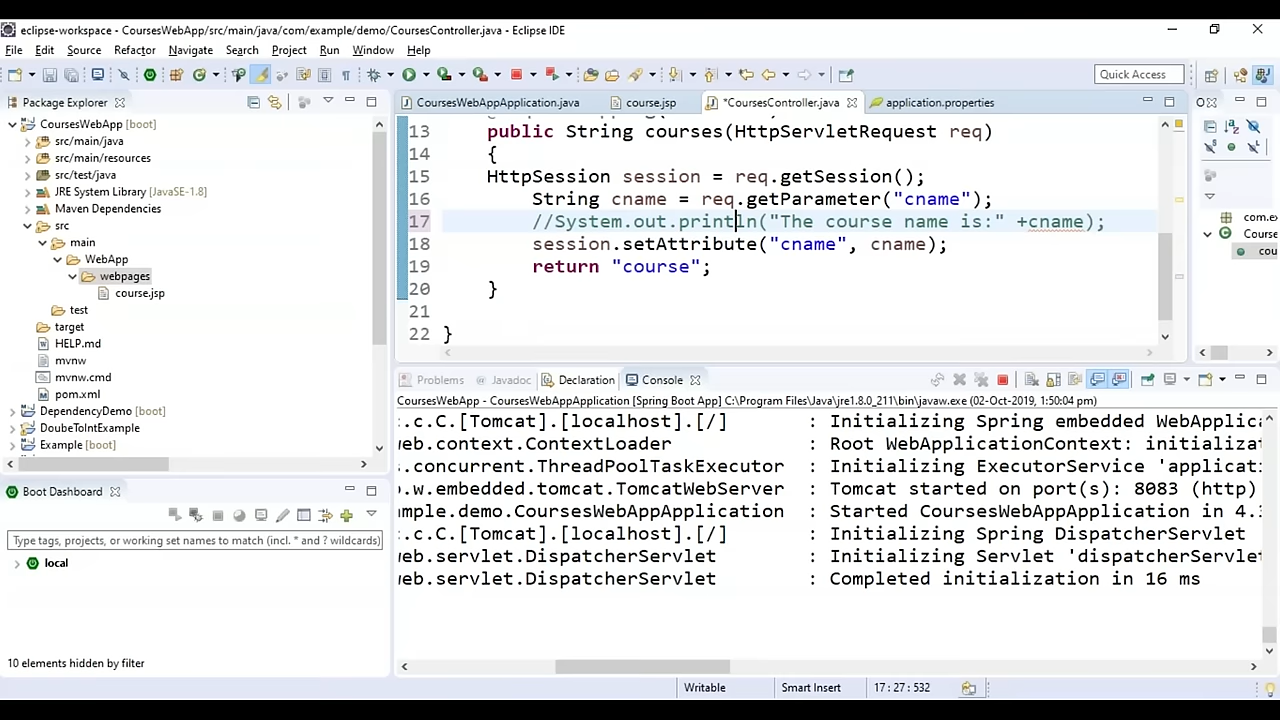 eclipse-workspace - CoursesWebApp/src/main/java/com/example/demo/CoursesController.java - Eclipse IDE
File Edit Source Refactor Navigate Search Project Run Window Help
Quick Access
Package Explorer
CoursesWebApp [boot]
src/main/java
src/main/resources
src/test/java
JRE System Library [JavaSE-1.8]
Maven Dependencies
src
main
WebApp
webpages
course.jsp
test
target
HELP.md
mvnw
mvnw.cmd
pom.xml
DependencyDemo [boot]
DoubeToIntExample
Example [boot]
Boot Dashboard
Type tags, projects, or working set names to match (incl. * and ? wildcards)
local
10 elements hidden by filter
CoursesWebAppApplication.java course.jsp *CoursesController.java application.properties
13 public String courses(HttpServletRequest req)
14 {
15 HttpSession session = req.getSession();
16 String cname = req.getParameter("cname");
17 //System.out.println("The course name is:" +cname);
18 session.setAttribute("cname", cname);
19 return "course";
20 }
21
22 }
com.ex
Course
cou
Problems Javadoc Declaration Console
CoursesWebApp - CoursesWebAppApplication [Spring Boot App] C:\Program Files\Java\jre1.8.0_211\bin\javaw.exe (02-Oct-2019, 1:50:04 pm)
.c.C.[Tomcat].[localhost].[/] : Initializing Spring embedded WebApplic
web.context.ContextLoader : Root WebApplicationContext: initializat
s.concurrent.ThreadPoolTaskExecutor : Initializing ExecutorService 'applicati
o.w.embedded.tomcat.TomcatWebServer : Tomcat started on port(s): 8083 (http)
ample.demo.CoursesWebAppApplication : Started CoursesWebAppApplication in 4.
.c.C.[Tomcat].[localhost].[/] : Initializing Spring DispatcherServlet
web.servlet.DispatcherServlet : Initializing Servlet 'dispatcherServlet
web.servlet.DispatcherServlet : Completed initialization in 16 ms
Writable Smart Insert 17 : 27 : 532